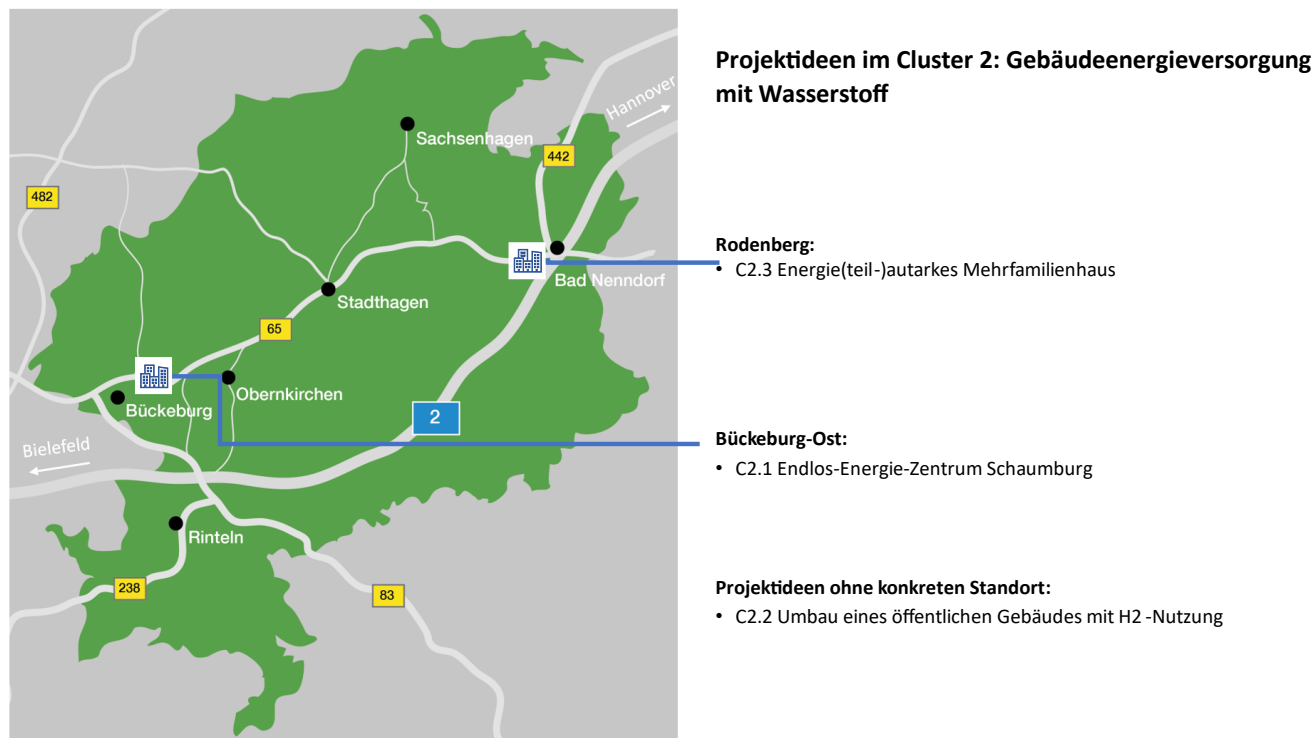 Projektideen im Cluster 2: Gebäudeenergieversorgung
mit Wasserstoff
Hannover
Sachsenhagen
442
482
Rodenberg:
• C2.3 Energie(teil-)autarkes Mehrfamilienhaus
Bad Nenndorf
Stadthagen
65
Obernkirchen
Bückeburg
2
Bielefeld
Bückeburg-Ost:
• C2.1 Endlos-Energie-Zentrum Schaumburg
Rinteln
238
83
Projektideen ohne konkreten Standort:
• C2.2 Umbau eines öffentlichen Gebäudes mit H2 -Nutzung